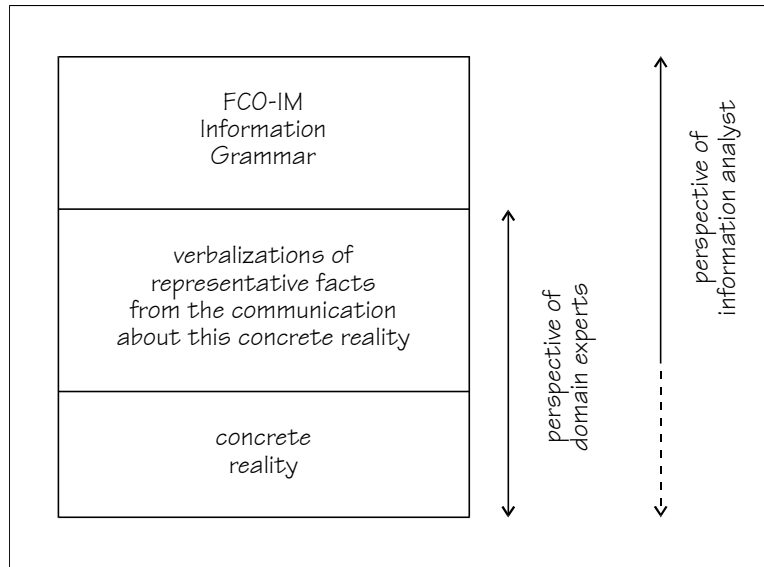 FCO-IM
Information
Grammar
verbalizations of
representative facts
from the communication
about this concrete reality
concrete
reality
perspective of
domain experts
perspective of
information analyst